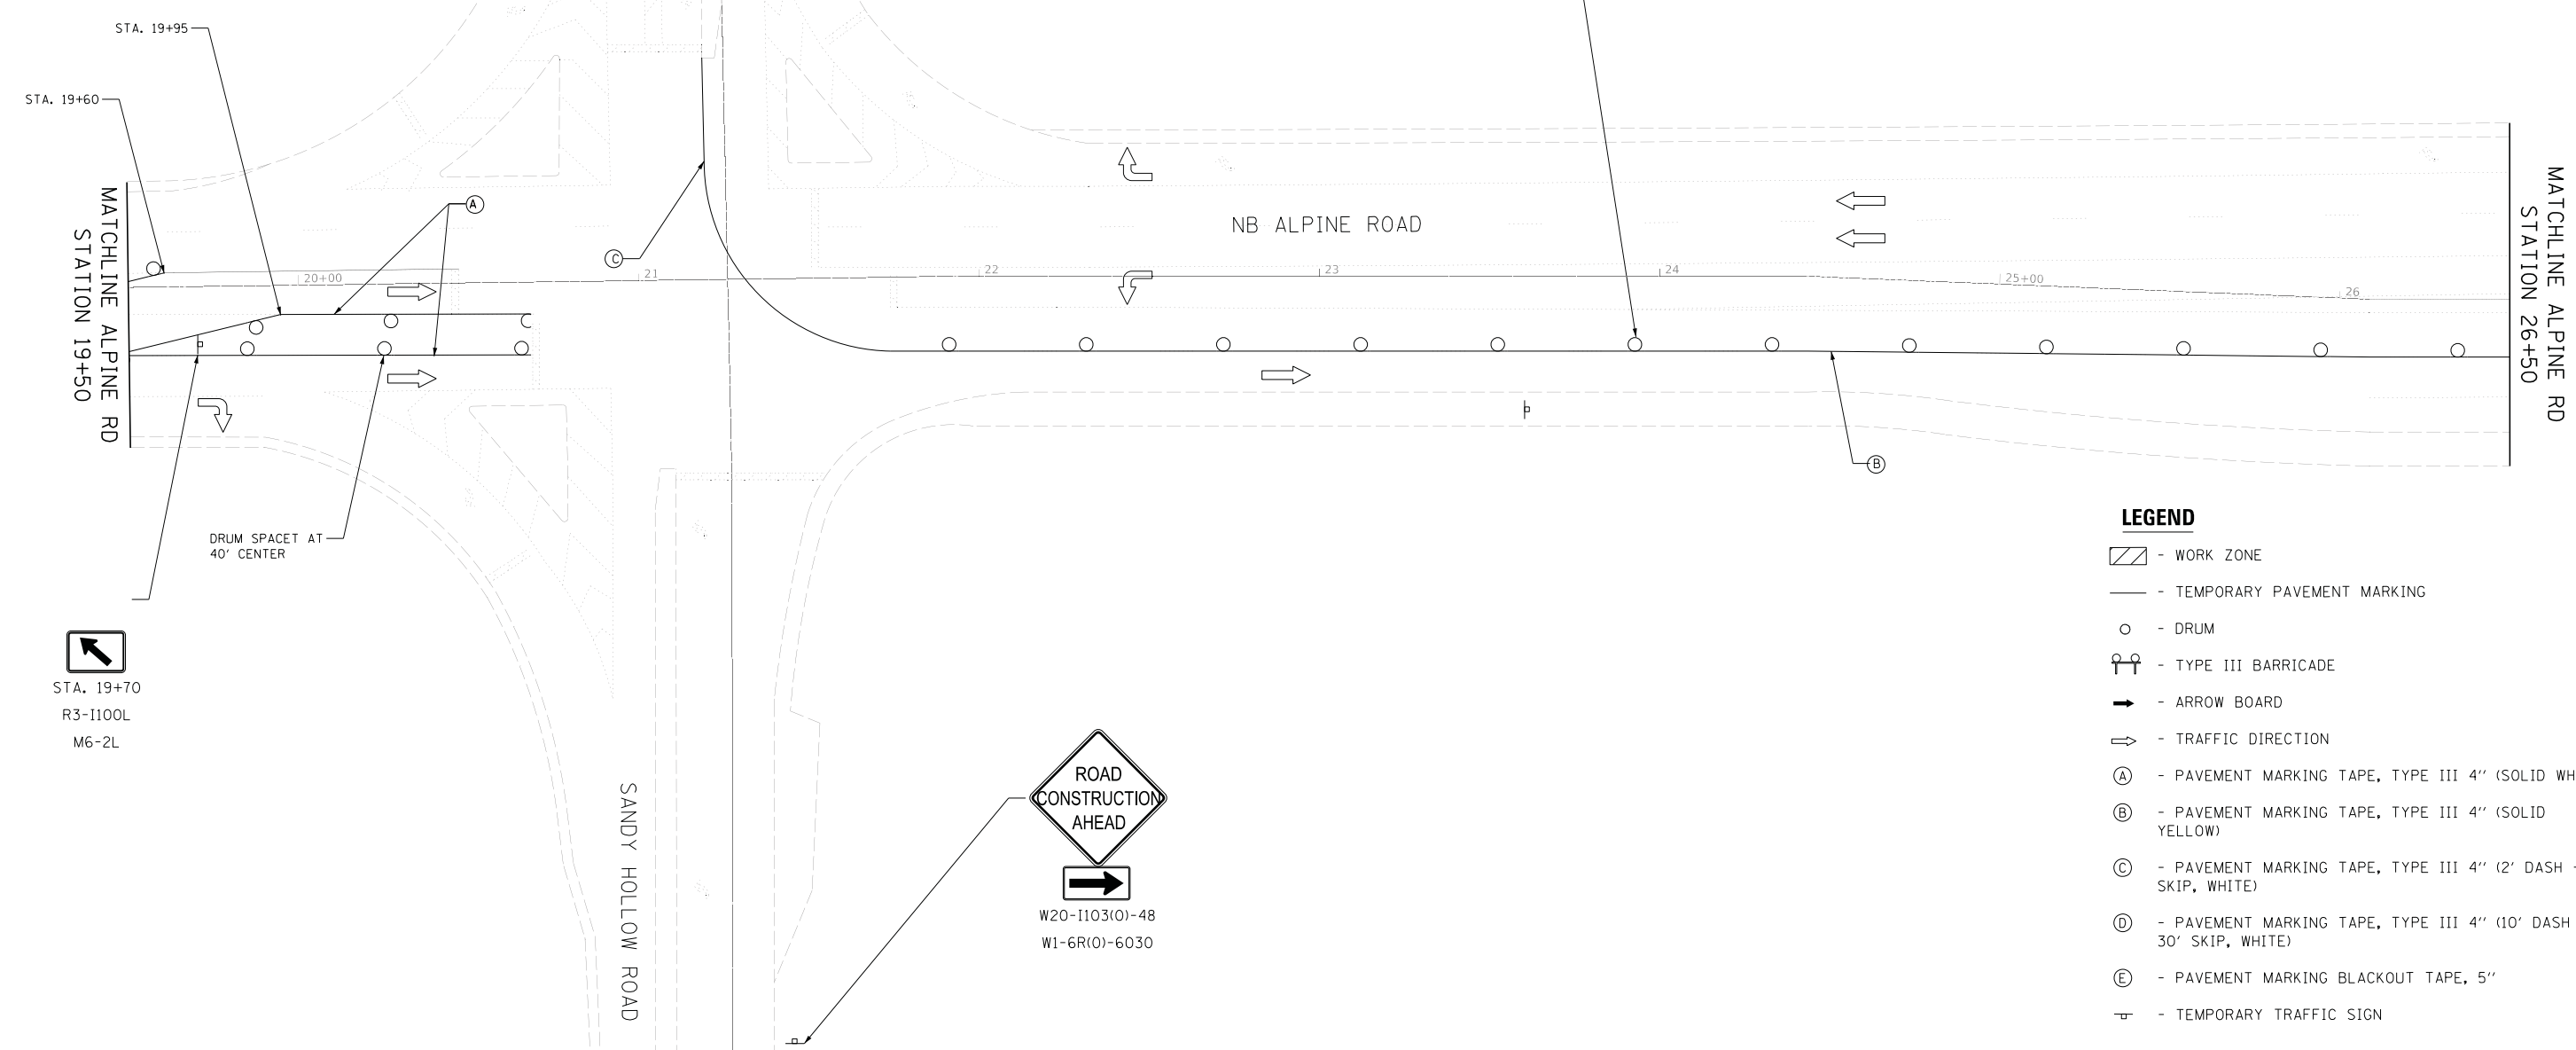 STA. 19+95
STA. 19+60
A
C
NB ALPINE ROAD
MATCHLINE ALPINE RD
STATION 19+50
20+00
21
22
23
24
25+00
26
MATCHLINE ALPINE RD
STATION 26+50
B
DRUM SPACET AT
40' CENTER
STA. 19+70
R3-I100L
M6-2L
SANDY HOLLOW ROAD
ROAD
CONSTRUCTION
AHEAD
W20-I103(O)-48
W1-6R(O)-6030
LEGEND
- WORK ZONE
- TEMPORARY PAVEMENT MARKING
- DRUM
- TYPE III BARRICADE
- ARROW BOARD
- TRAFFIC DIRECTION
A - PAVEMENT MARKING TAPE, TYPE III 4'' (SOLID WH
B - PAVEMENT MARKING TAPE, TYPE III 4'' (SOLID
YELLOW)
C - PAVEMENT MARKING TAPE, TYPE III 4'' (2' DASH -
SKIP, WHITE)
D - PAVEMENT MARKING TAPE, TYPE III 4'' (10' DASH
30' SKIP, WHITE)
E - PAVEMENT MARKING BLACKOUT TAPE, 5''
- TEMPORARY TRAFFIC SIGN